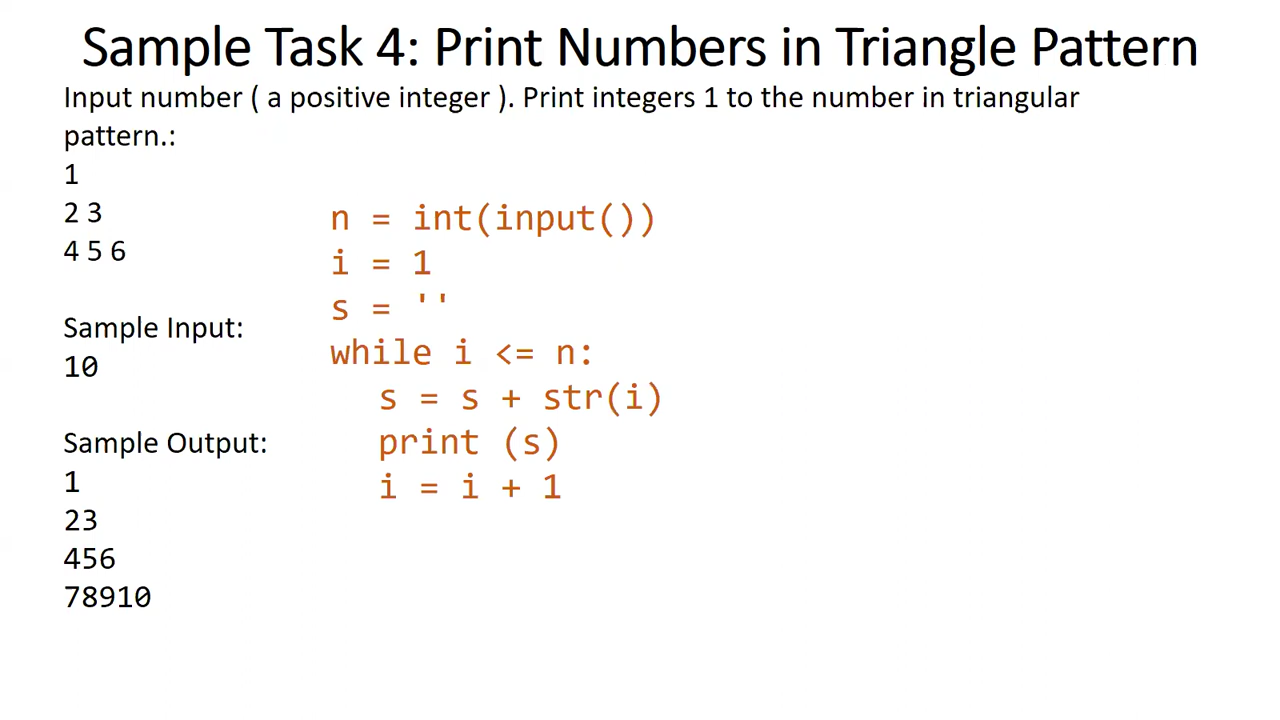 Sample Task 4: Print Numbers in Triangle Pattern
Input number ( a positive integer ). Print integers 1 to the number in triangular
pattern.:
1
2 3
4 5 6
Sample Input:
10
Sample Output:
1
23
456
78910
n = int(input())
i = 1
s = ''
while i <= n:
s = s + str(i)
print (s)
i = i + 1